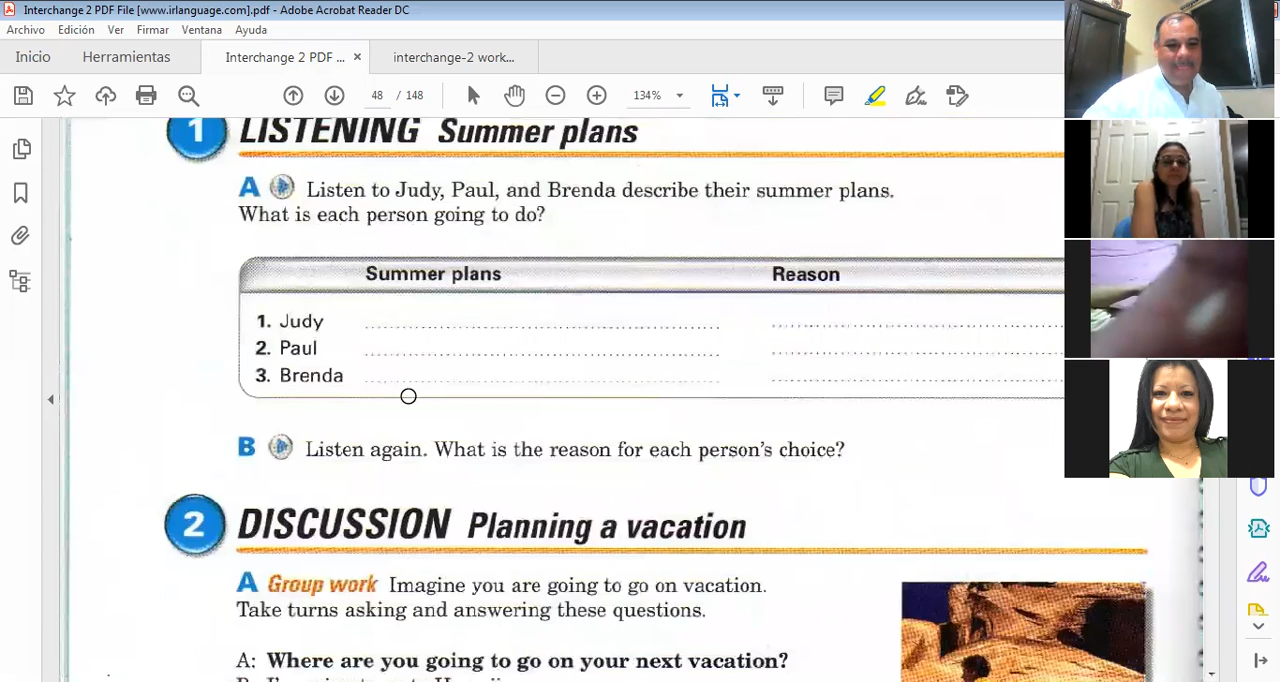 Interchange 2 PDF File [www.irlanguage.com].pdf - Adobe Acrobat Reader DC
Archivo Edición Ver Firmar Ventana Ayuda
Inicio Herramientas Interchange 2 PDF ... × interchange-2 work...
48 / 148 134%
1 LISTENING Summer plans
A Listen to Judy, Paul, and Brenda describe their summer plans.
What is each person going to do?
Summer plans Reason
1. Judy
2. Paul
3. Brenda
B Listen again. What is the reason for each person's choice?
2 DISCUSSION Planning a vacation
A Group work Imagine you are going to go on vacation.
Take turns asking and answering these questions.
A: Where are you going to go on your next vacation?